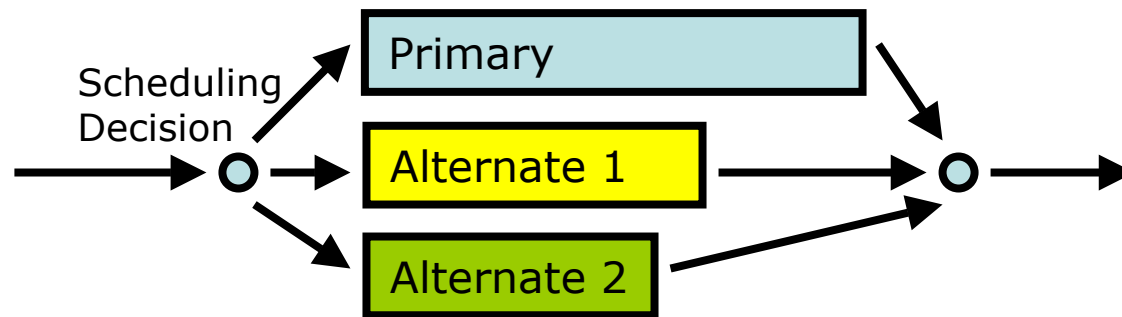 Primary
Scheduling
Decision
Alternate 1
Alternate 2